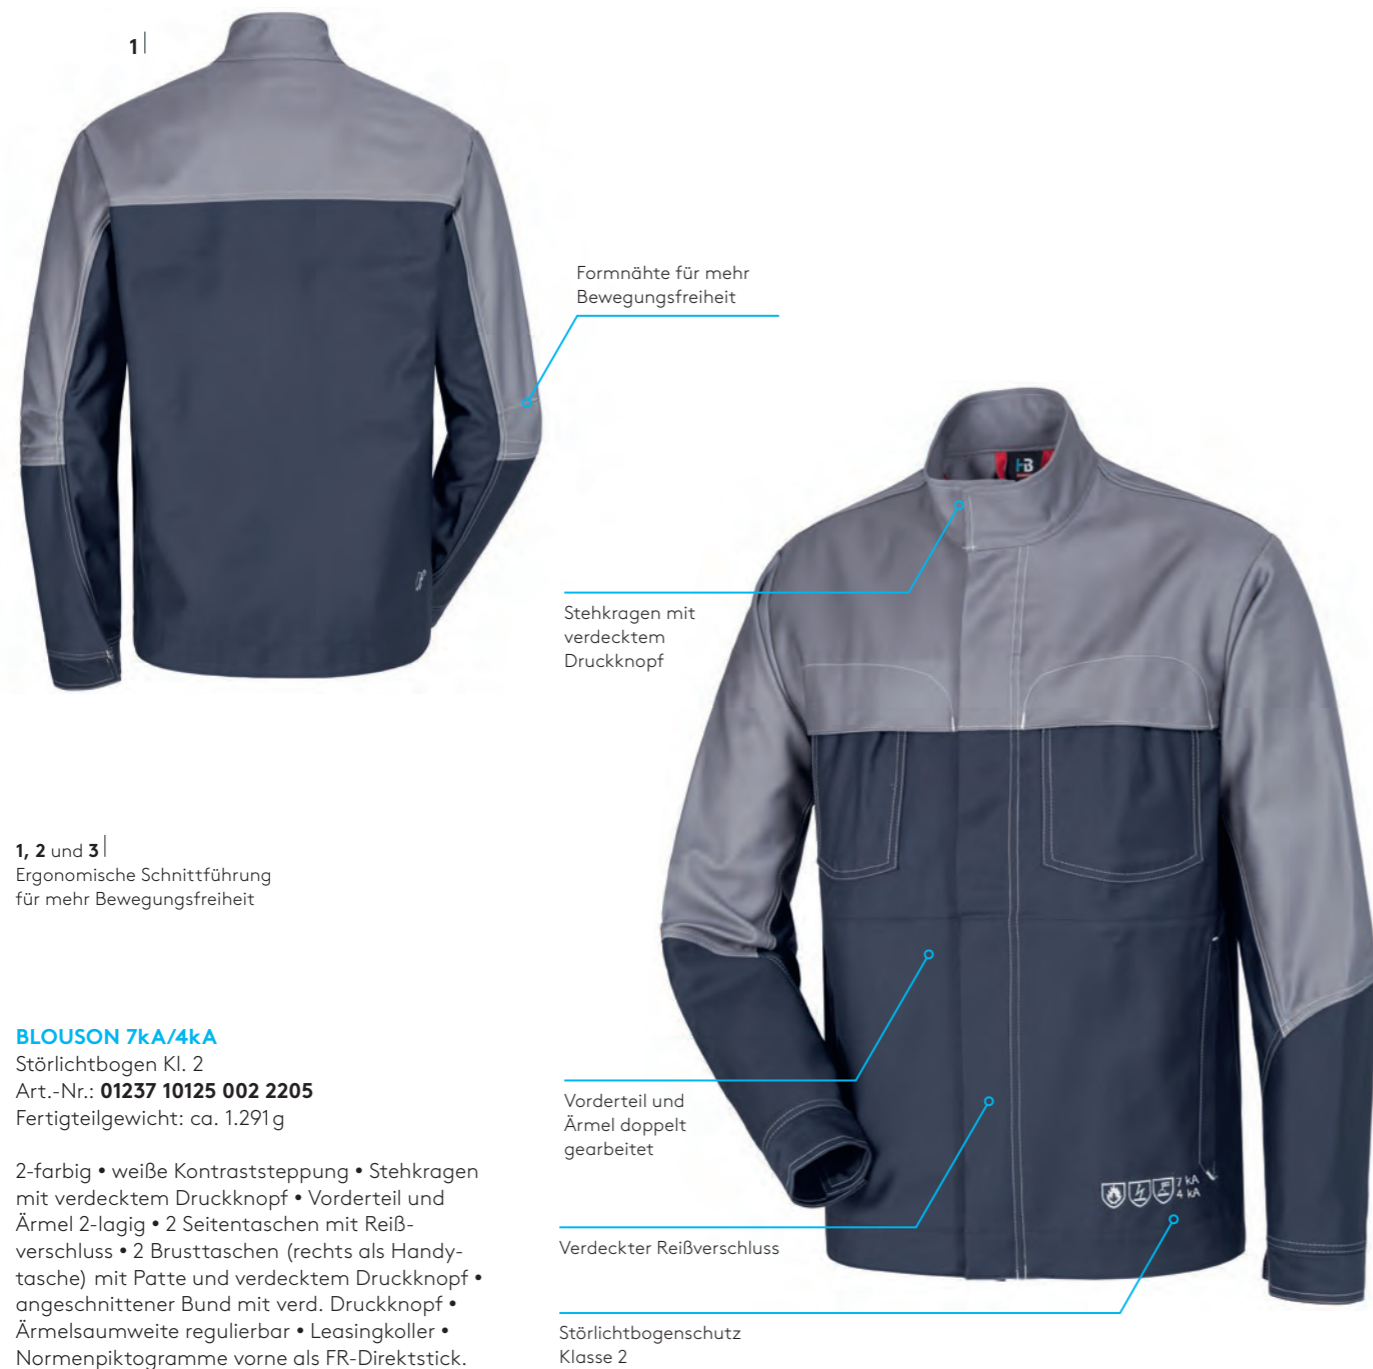 1
Formnähte für mehr
Bewegungsfreiheit
HB
Stehkragen mit
verdecktem
Druckknopf
1, 2 und 3
Ergonomische Schnittführung
für mehr Bewegungsfreiheit
BLOUSON 7kA/4kA
Störlichtbogen Kl. 2
Art.-Nr.: 01237 10125 002 2205
Fertigteilgewicht: ca. 1.291 g
2-farbig • weiße Kontraststeppung • Stehkragen
mit verdecktem Druckknopf • Vorderteil und
Ärmel 2-lagig • 2 Seitentaschen mit Reiß-
verschluss • 2 Brusttaschen (rechts als Handy-
tasche) mit Patte und verdecktem Druckknopf •
angeschnittener Bund mit verd. Druckknopf •
Ärmelsaumweite regulierbar • Leasingkoller •
Normenpiktogramme vorne als FR-Direktstick.
Vorderteil und
Ärmel doppelt
gearbeitet
7 kA
4 kA
Verdeckter Reißverschluss
Störlichtbogenschutz
Klasse 2